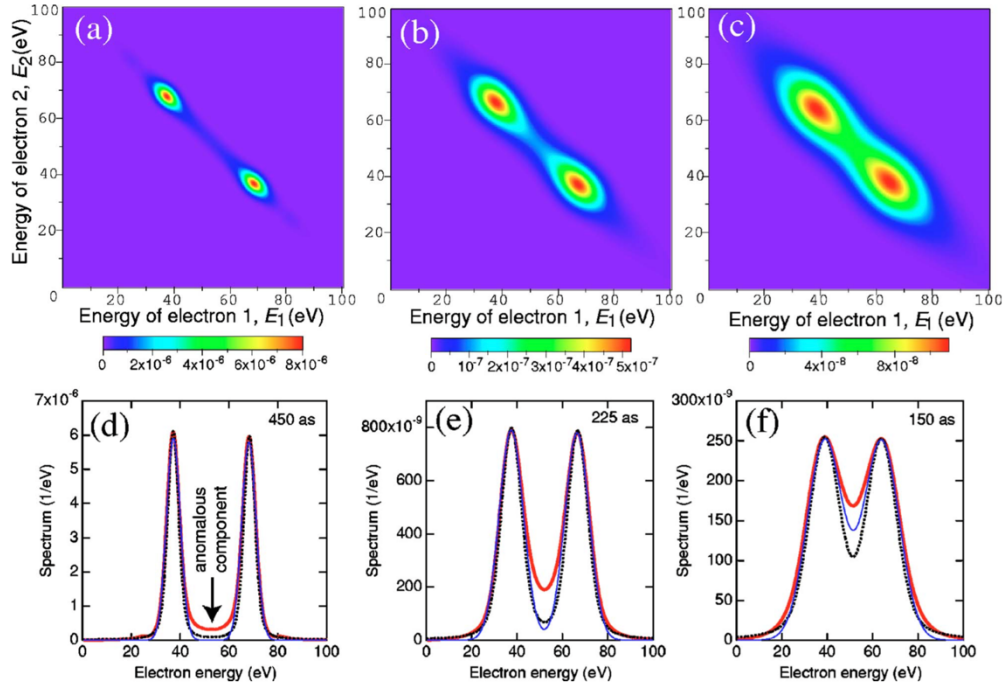 (a)
(b)
(c)
Energy of electron 2, E2(eV)
100
80
60
40
20
0
0 20 40 60 80 100
Energy of electron 1, E1(eV)
100
80
60
40
20
0
0 20 40 60 80 100
Energy of electron 1, E1(eV)
100
80
60
40
20
0
0 20 40 60 80 100
Energy of electron 1, E1(eV)
0 2x10-6 4x10-6 6x10-6 8x10-6
0 10-7 2x10-7 3x10-7 4x10-7 5x10-7
0 4x10-8 8x10-8
(d)
450 as
7x10-6
6
5
4
3
2
1
0
Spectrum (1/eV)
anomalous
component
0 20 40 60 80 100
Electron energy (eV)
(e)
225 as
800x10-9
600
400
200
0
Spectrum (1/eV)
0 20 40 60 80 100
Electron energy (eV)
(f)
150 as
300x10-9
250
200
150
100
50
0
Spectrum (1/eV)
0 20 40 60 80 100
Electron energy (eV)